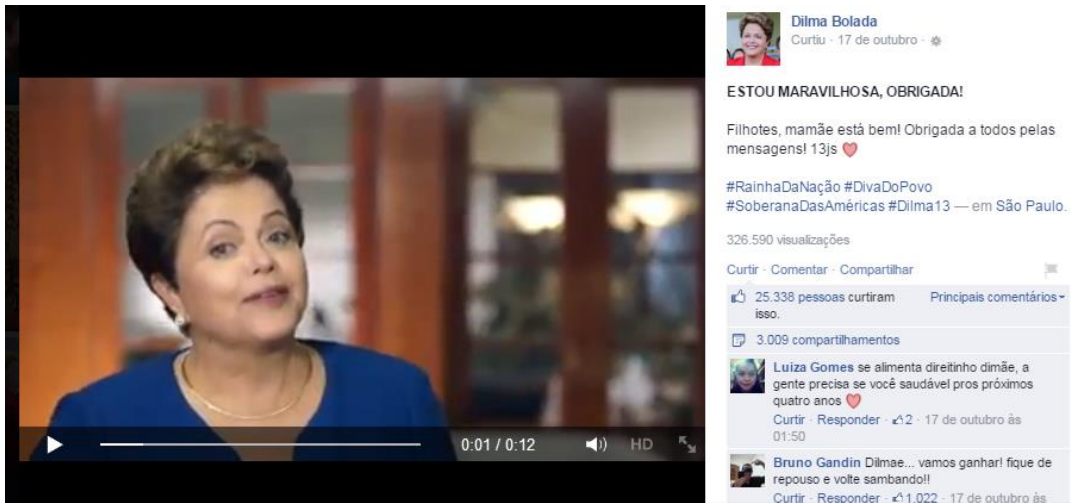 Dilma Bolada
Curtiu · 17 de outubro ·
ESTOU MARAVILHOSA, OBRIGADA!
Filhotes, mamãe está bem! Obrigada a todos pelas
mensagens! 13js
#RainhaDaNação #DivaDoPovo
#SoberanaDasAméricas #Dilma13 — em São Paulo.
326.590 visualizações
Curtir · Comentar · Compartilhar
25.338 pessoas curtiram
isso.
Principais comentários
3.009 compartilhamentos
Luiza Gomes se alimenta direitinho dimãe, a
gente precisa se você saudável pros próximos
quatro anos
Curtir · Responder · 2 · 17 de outubro às
01:50
Bruno Gandin Dilmae... vamos ganhar! fique de
repouso e volte sambando!!
Curtir · Responder · 1.022 · 17 de outubro às
0:01 / 0:12
HD